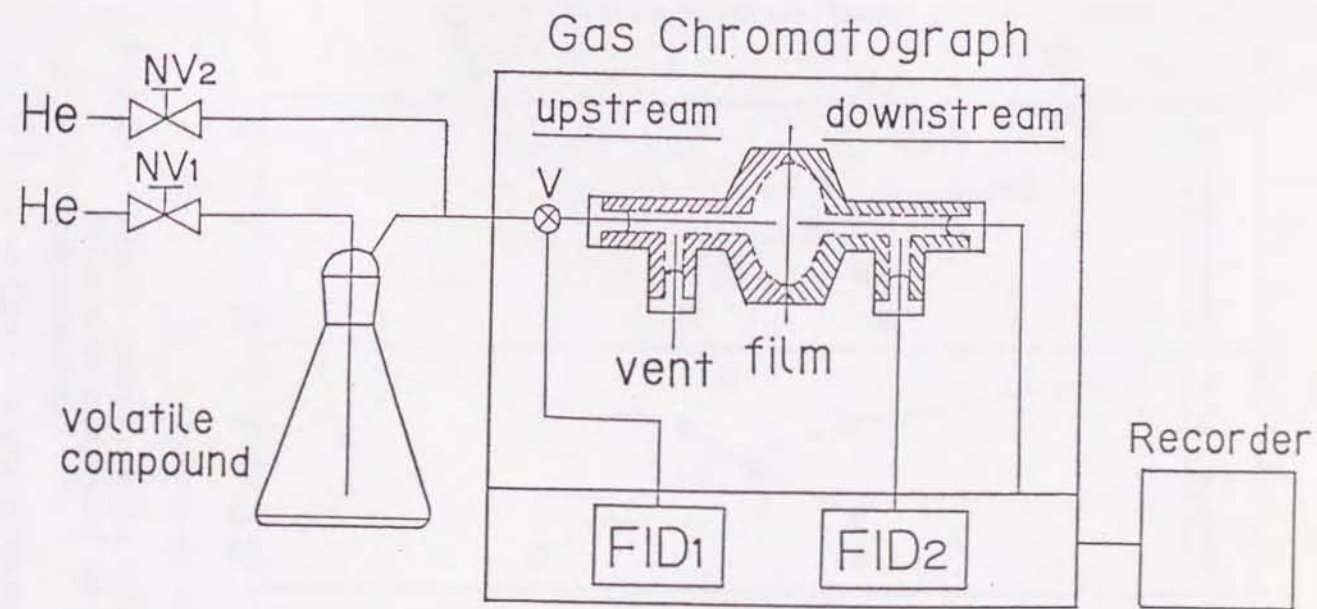 Gas Chromatograph
NV2
He
upstream
downstream
NV1
He
V
vent
film
volatile
compound
Recorder
FID1
FID2